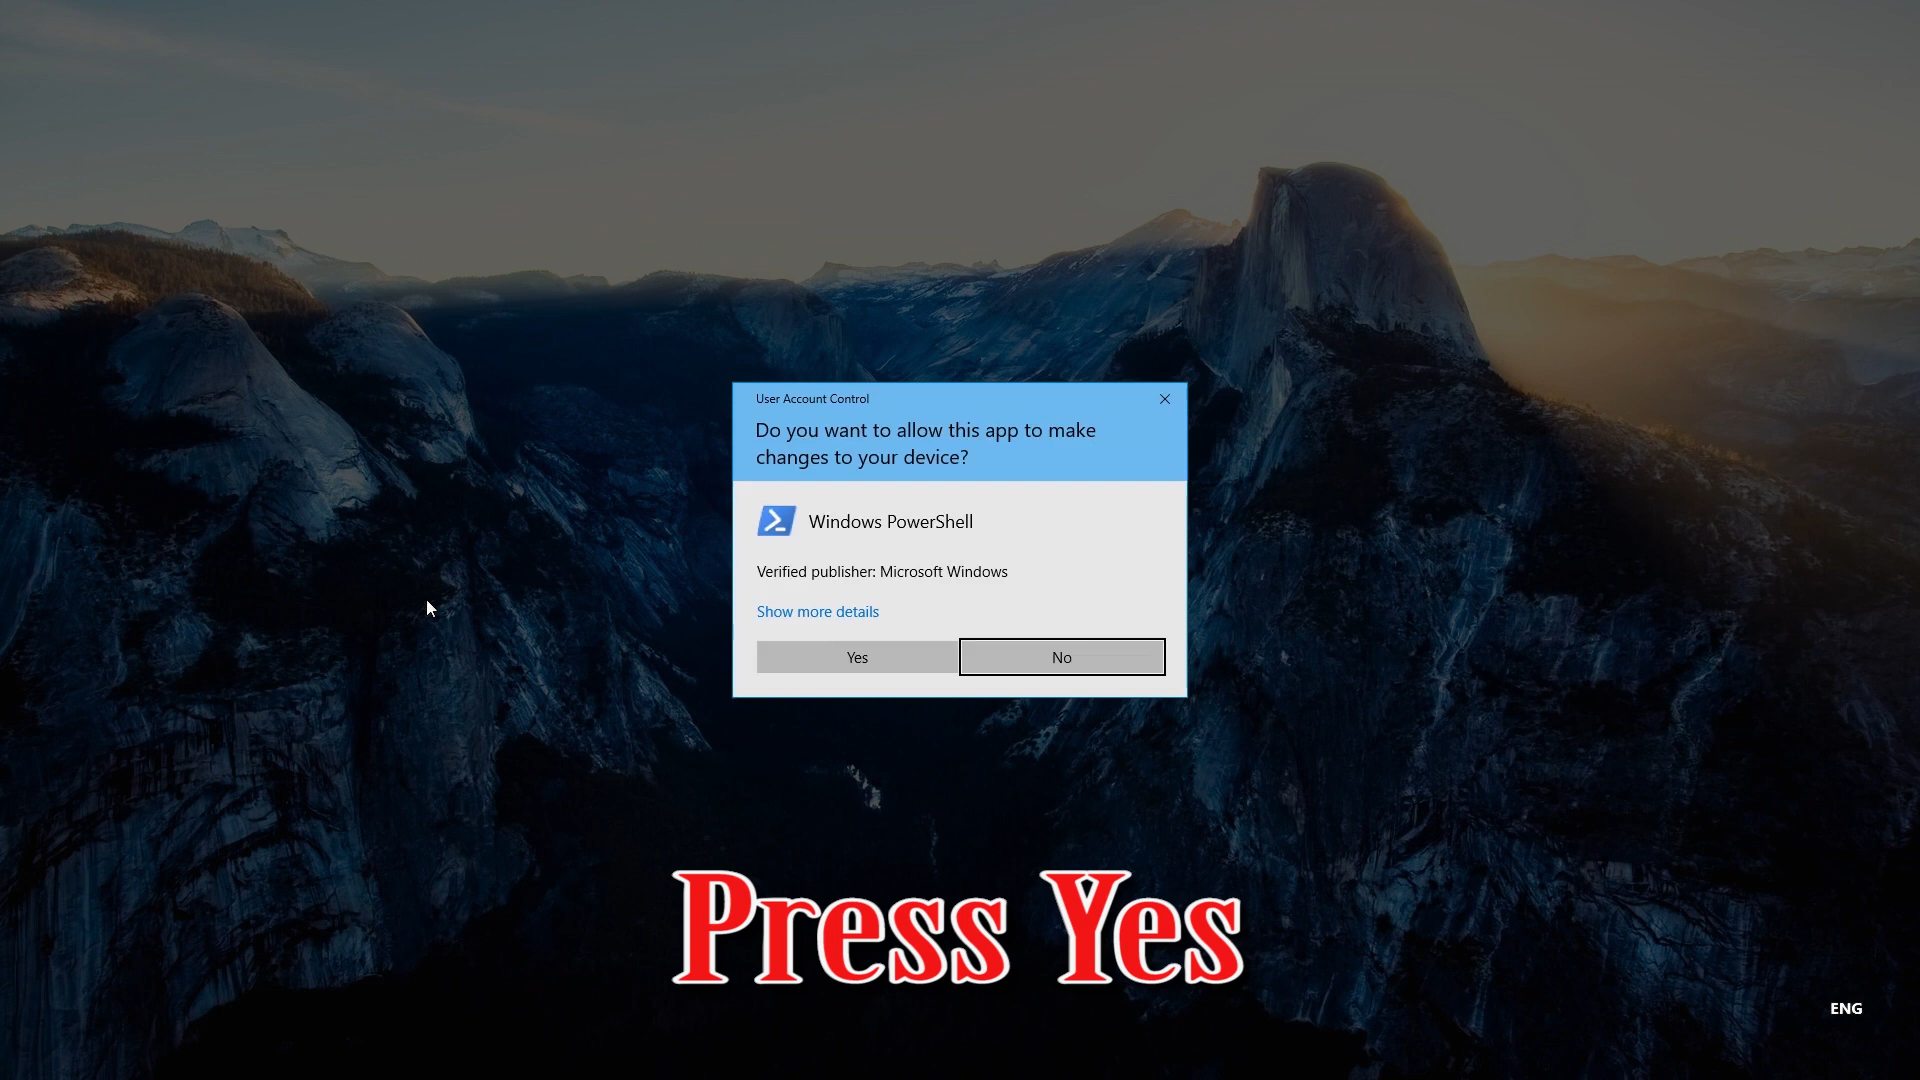 User Account Control
Do you want to allow this app to make
changes to your device?
Windows PowerShell
Verified publisher: Microsoft Windows
Show more details
Yes
No
Press Yes
ENG